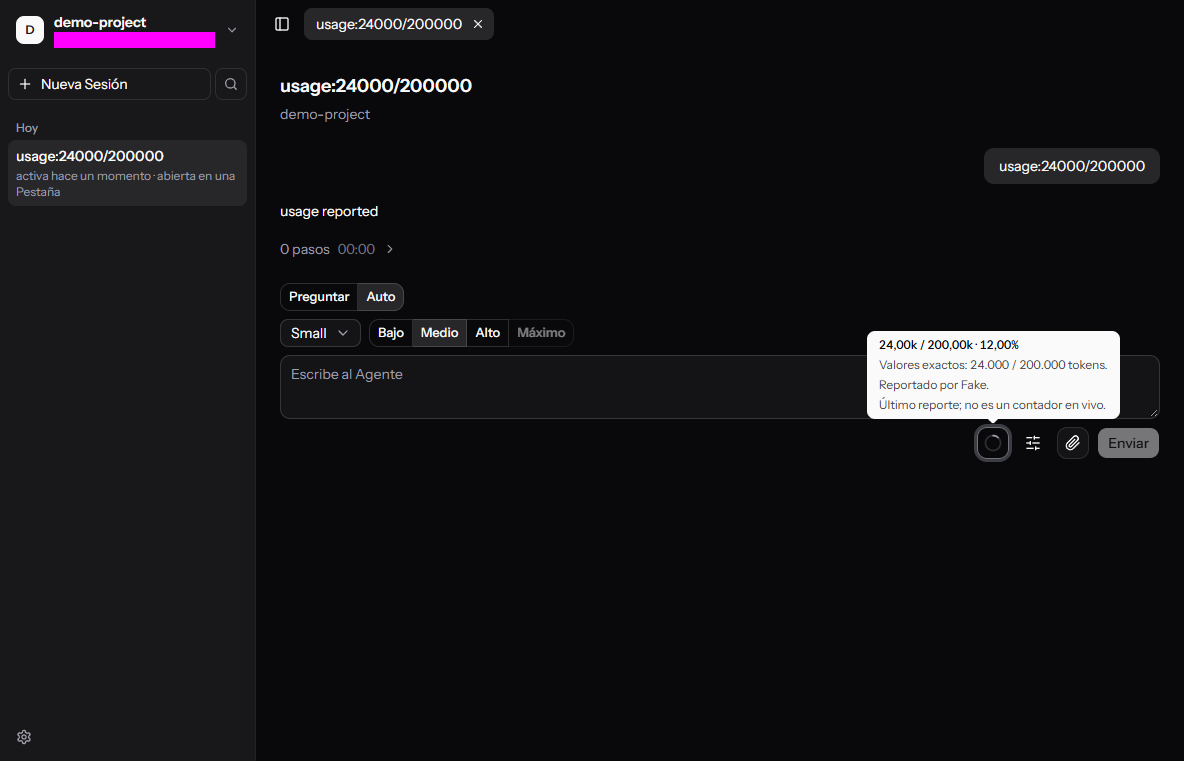 D
demo-project
Nueva Sesión
Hoy
usage:24000/200000
activa hace un momento · abierta en una
Pestaña
usage:24000/200000
usage:24000/200000
demo-project
usage:24000/200000
usage reported
0 pasos 00:00
Preguntar Auto
Small Bajo Medio Alto Máximo
24,00k / 200,00k · 12,00%
Valores exactos: 24.000 / 200.000 tokens.
Reportado por Fake.
Último reporte; no es un contador en vivo.
Escribe al Agente
Enviar